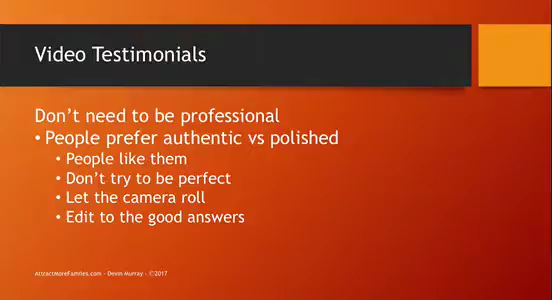 Video Testimonials
Don't need to be professional
• People prefer authentic vs polished
• People like them
• Don't try to be perfect
• Let the camera roll
• Edit to the good answers
AttractMoreFamilies.com - Devin Murray - ©2017